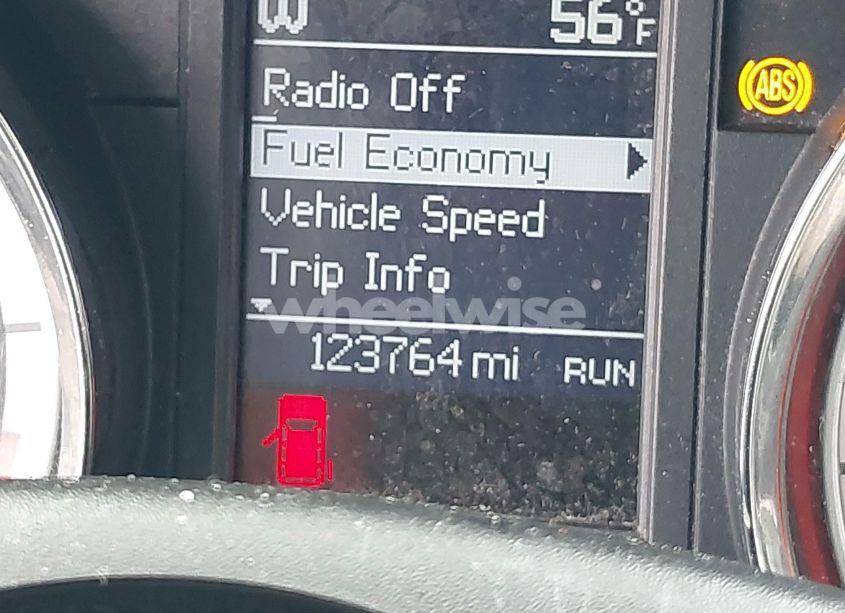 W 56°F
Radio Off
ABS
Fuel Economy
Vehicle Speed
Trip Info
wheelwise
123764 mi RUN